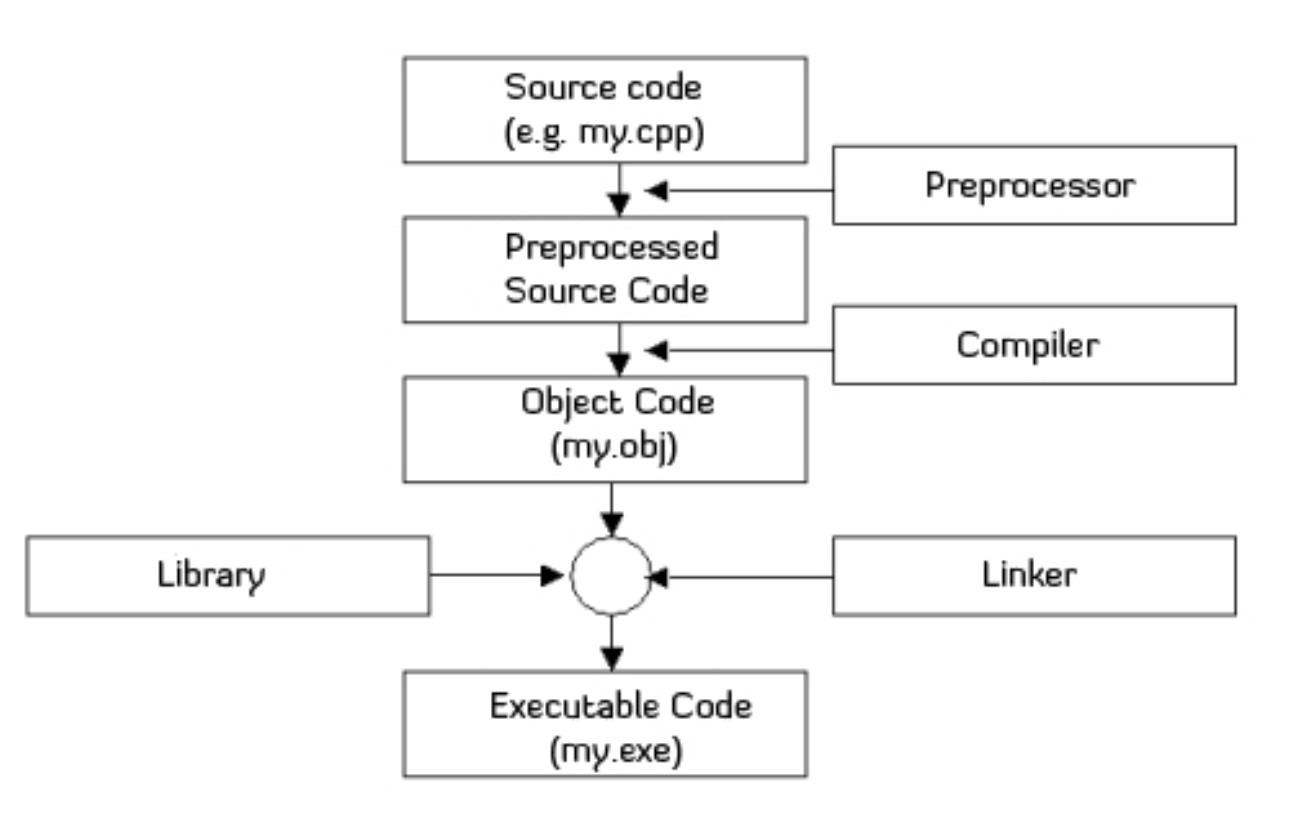 Source code
(e.g. my.cpp)
Preprocessor
Preprocessed
Source Code
Compiler
Object Code
(my.obj)
Library
Linker
Executable Code
(my.exe)